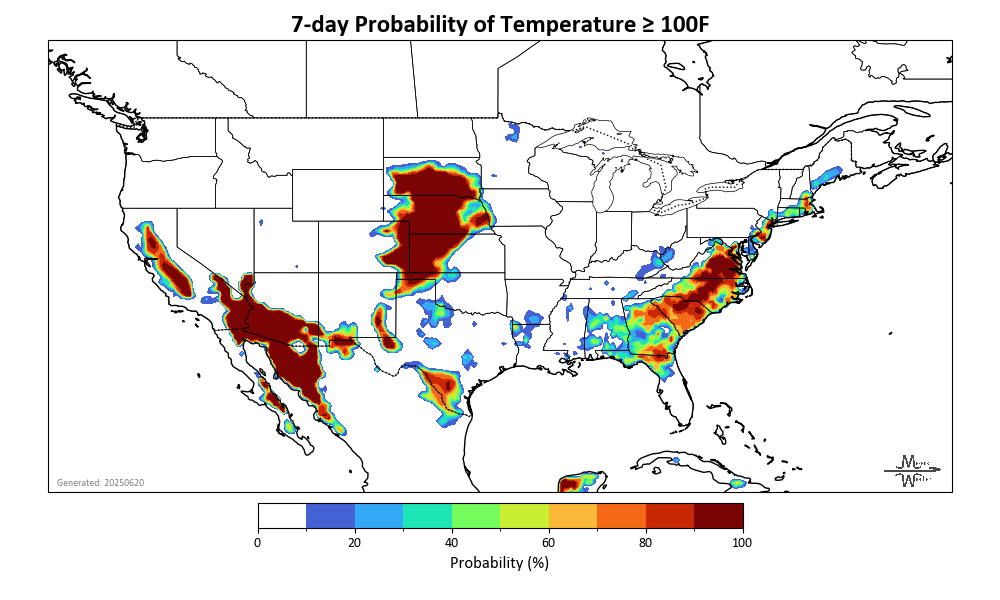 7-day Probability of Temperature ≥ 100F
Generated: 20250620
0 20 40 60 80 100
Probability (%)